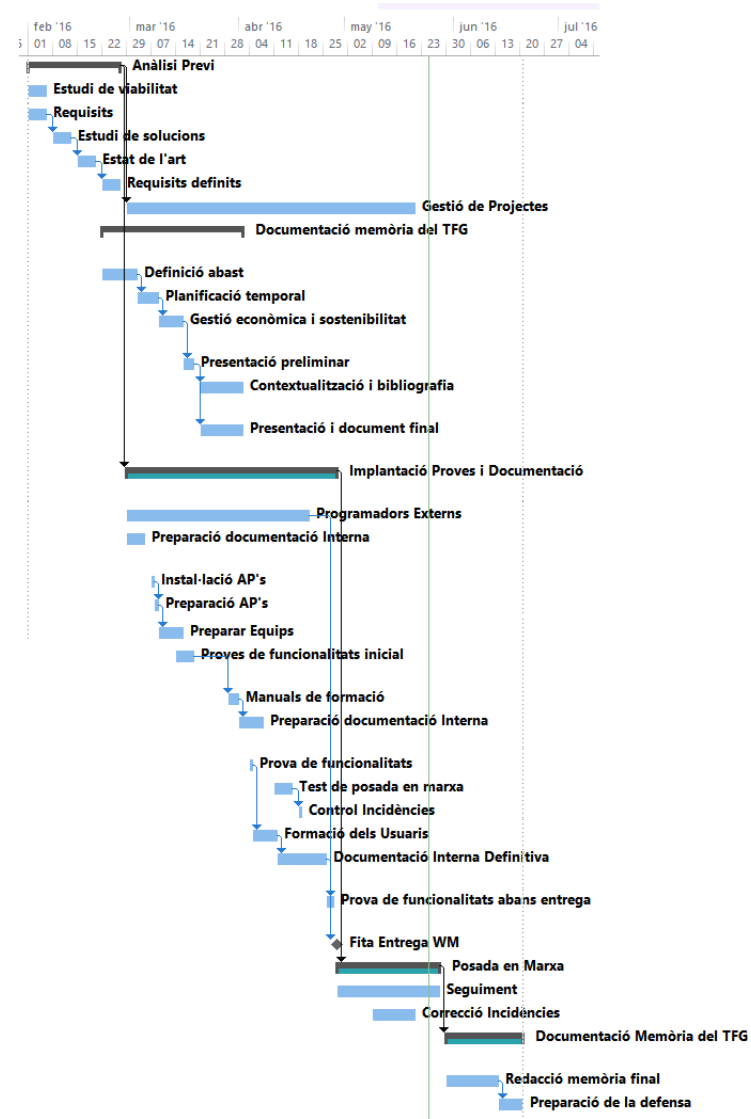 feb '16 mar '16 abr '16 may '16 jun '16 jul '16
01 08 15 22 29 07 14 21 28 04 11 18 25 02 09 16 23 30 06 13 20 27 04
Anàlisi Previ
Estudi de viabilitat
Requisits
Estudi de solucions
Estat de l'art
Requisits definits
Gestió de Projectes
Documentació memòria del TFG
Definició abast
Planificació temporal
Gestió econòmica i sostenibilitat
Presentació preliminar
Contextualització i bibliografia
Presentació i document final
Implantació Proves i Documentació
Programadors Externs
Preparació documentació Interna
Instal·lació AP's
Preparació AP's
Preparar Equips
Proves de funcionalitats inicial
Manuals de formació
Preparació documentació Interna
Prova de funcionalitats
Test de posada en marxa
Control Incidències
Formació dels Usuaris
Documentació Interna Definitiva
Prova de funcionalitats abans entrega
Fita Entrega WM
Posada en Marxa
Seguiment
Correcció Incidències
Documentació Memòria del TFG
Redacció memòria final
Preparació de la defensa